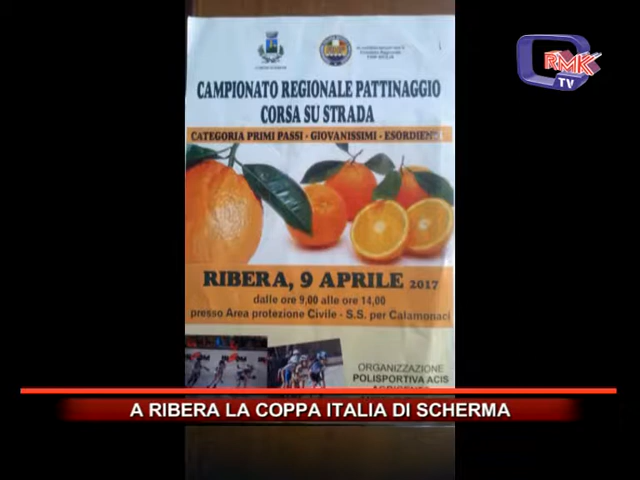 RMK
TV
CAMPIONATO REGIONALE PATTINAGGIO
CORSA SU STRADA
CATEGORIA PRIMI PASSI - GIOVANISSIMI - ESORDIENTI
RIBERA, 9 APRILE 2017
dalle ore 9,00 alle ore 14,00
presso Area protezione Civile - S.S. per Calamonaci
ORGANIZZAZIONE
POLISPORTIVA ACIS
A RIBERA LA COPPA ITALIA DI SCHERMA